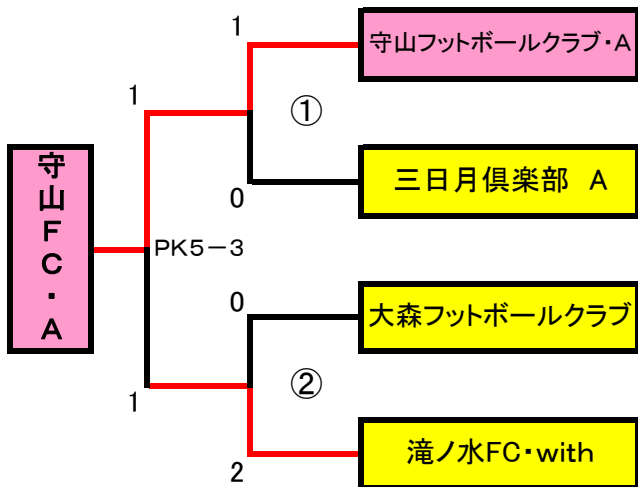 1
守山フットボールクラブ・A
1
①
守山FC・A
三日月倶楽部 A
0
PK5－3
0
大森フットボールクラブ
②
1
滝ノ水FC・with
2